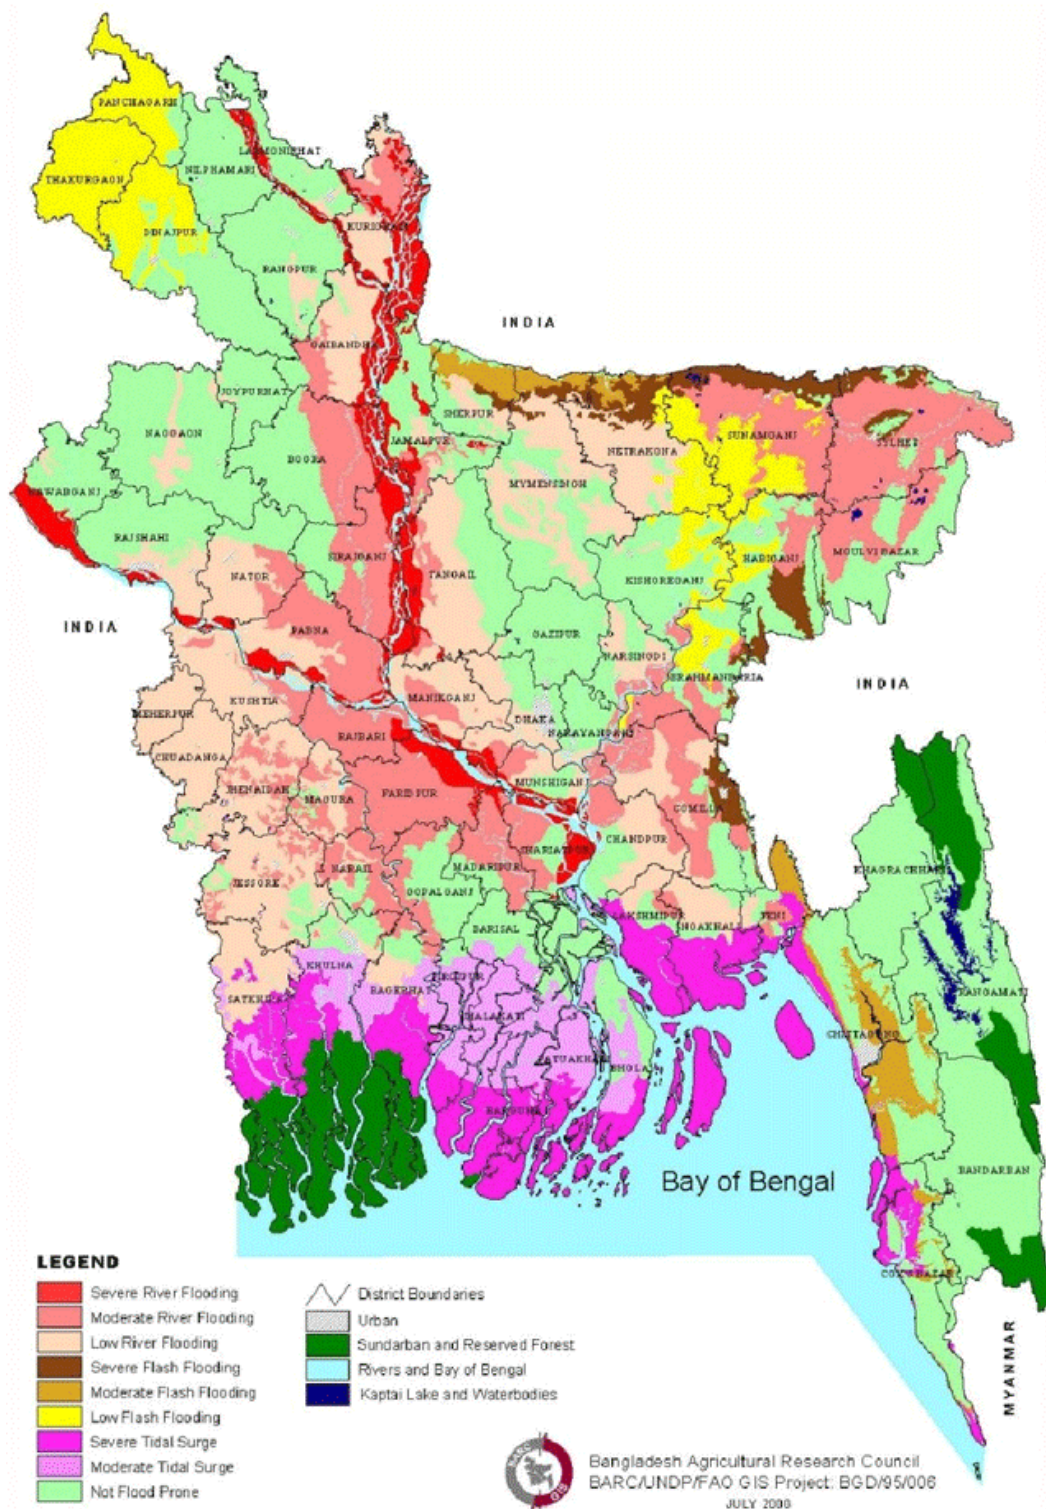 PANCHAGARH
THAKURGAON
NILPHAMARI
LALMONIRHAT
DINAJPUR
KURIGRAM
RANGPUR
INDIA
GAIBANDHA
JOYPURHAT
SHERPUR
NAOGAON
JAMALPUR
NETRAKONA
SUNAMGANJ
SYLHET
BOGRA
MYMENSINGH
NAWABGANJ
RAJSHAHI
SIRAJGANJ
TANGAIL
KISHOREGANJ
HABIGANJ
MOULVI BAZAR
NATOR
INDIA
PABNA
GAZIPUR
NARSINGDI
BRAHMANBARIA
INDIA
MEHERPUR
KUSHTIA
MANIKGANJ
DHAKA
NARAYANGANJ
RAJBARI
CHUADANGA
JHENAIDAH
MAGURA
FARIDPUR
MUNSHIGANJ
COMILLA
CHANDPUR
SHARIATPUR
MADARIPUR
NARAIL
JESSORE
GOPALGANJ
KHAGRACHHARI
BARISAL
LAKSHMIPUR
NOAKHALI
FENI
KHULNA
PIROJPUR
BAGERHAT
SATKHIRA
JHALAKATI
RANGAMATI
CHITTAGONG
PATUAKHALI
BHOLA
BARGUNA
Bay of Bengal
BANDARBAN
COX'S BAZAR
MYANMAR
LEGEND
Severe River Flooding
Moderate River Flooding
Low River Flooding
Severe Flash Flooding
Moderate Flash Flooding
Low Flash Flooding
Severe Tidal Surge
Moderate Tidal Surge
Not Flood Prone
District Boundaries
Urban
Sundarban and Reserved Forest
Rivers and Bay of Bengal
Kaptai Lake and Waterbodies
BARC
GIS
Bangladesh Agricultural Research Council
BARC/UNDP/FAO GIS Project: BGD/95/006
JULY 2000